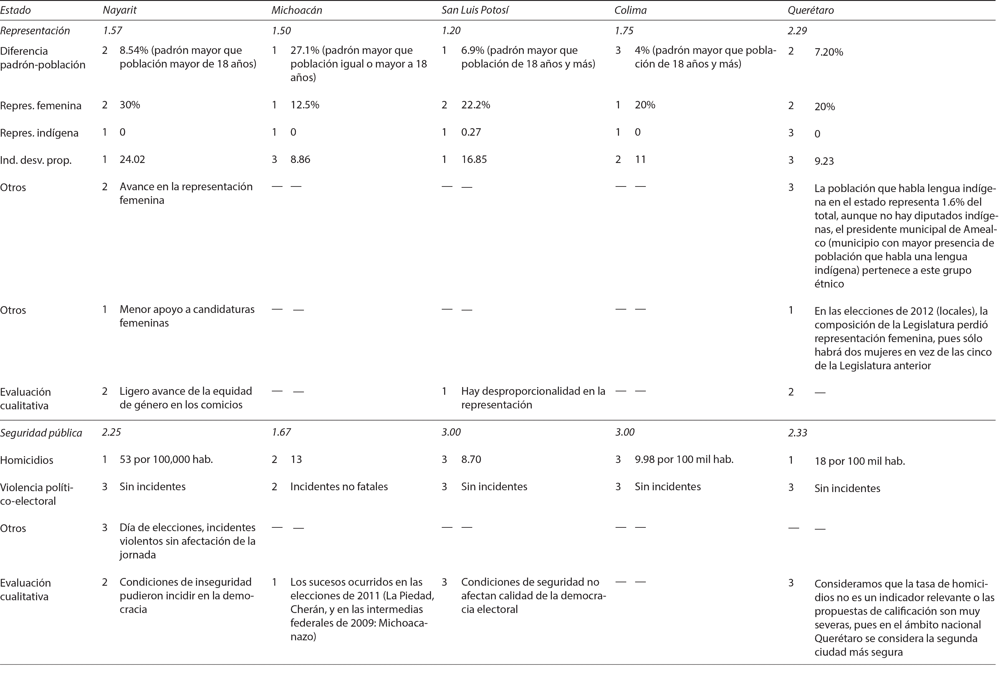 Estado Nayarit Michoacán San Luis Potosí Colima Querétaro
Representación 1.57 1.50 1.20 1.75 2.29
Diferencia padrón-población
2 8.54% (padrón mayor que
población mayor de 18 años)
1 27.1% (padrón mayor que
población igual o mayor a 18
años)
1 6.9% (padrón mayor que
población de 18 años y más)
3 4% (padrón mayor que pobla-
ción de 18 años y más)
2 7.20%
Repres. femenina 2 30% 1 12.5% 2 22.2% 1 20% 2 20%
Repres. indígena 1 0 1 0 1 0.27 1 0 3 0
Ind. desv. prop. 1 24.02 3 8.86 1 16.85 2 11 3 9.23
Otros
2 Avance en la representación
femenina
— —
— —
— —
3 La población que habla lengua indíge-
na en el estado representa 1.6% del
total, aunque no hay diputados indíge-
nas, el presidente municipal de Ameal-
co (municipio con mayor presencia de
población que habla una lengua
indígena) pertenece a este grupo
étnico
Otros
1 Menor apoyo a candidaturas
femeninas
— —
— —
— —
1 En las elecciones de 2012 (locales), la
composición de la Legislatura perdió
representación femenina, pues sólo
habrá dos mujeres en vez de las cinco
de la Legislatura anterior
Evaluación
cualitativa
2 Ligero avance de la equidad
de género en los comicios
— —
1 Hay desproporcionalidad en la
representación
— —
2 —
Seguridad pública 2.25 1.67 3.00 3.00 2.33
Homicidios 1 53 por 100,000 hab. 2 13 3 8.70 3 9.98 por 100 mil hab. 1 18 por 100 mil hab.
Violencia políti-
co-electoral
3 Sin incidentes
2 Incidentes no fatales
3 Sin incidentes
3 Sin incidentes
3 Sin incidentes
Otros
3 Día de elecciones, incidentes
violentos sin afectación de la
jornada
— —
— —
— —
— —
Evaluación
cualitativa
2 Condiciones de inseguridad
pudieron incidir en la demo-
cracia
1 Los sucesos ocurridos en las
elecciones de 2011 (La Piedad,
Cherán, y en las intermedias
federales de 2009: Michoaca-
nazo)
3 Condiciones de seguridad no
afectan calidad de la democra-
cia electoral
— —
3 Consideramos que la tasa de homici-
dios no es un indicador relevante o las
propuestas de calificación son muy
severas, pues en el ámbito nacional
Querétaro se considera la segunda
ciudad más segura